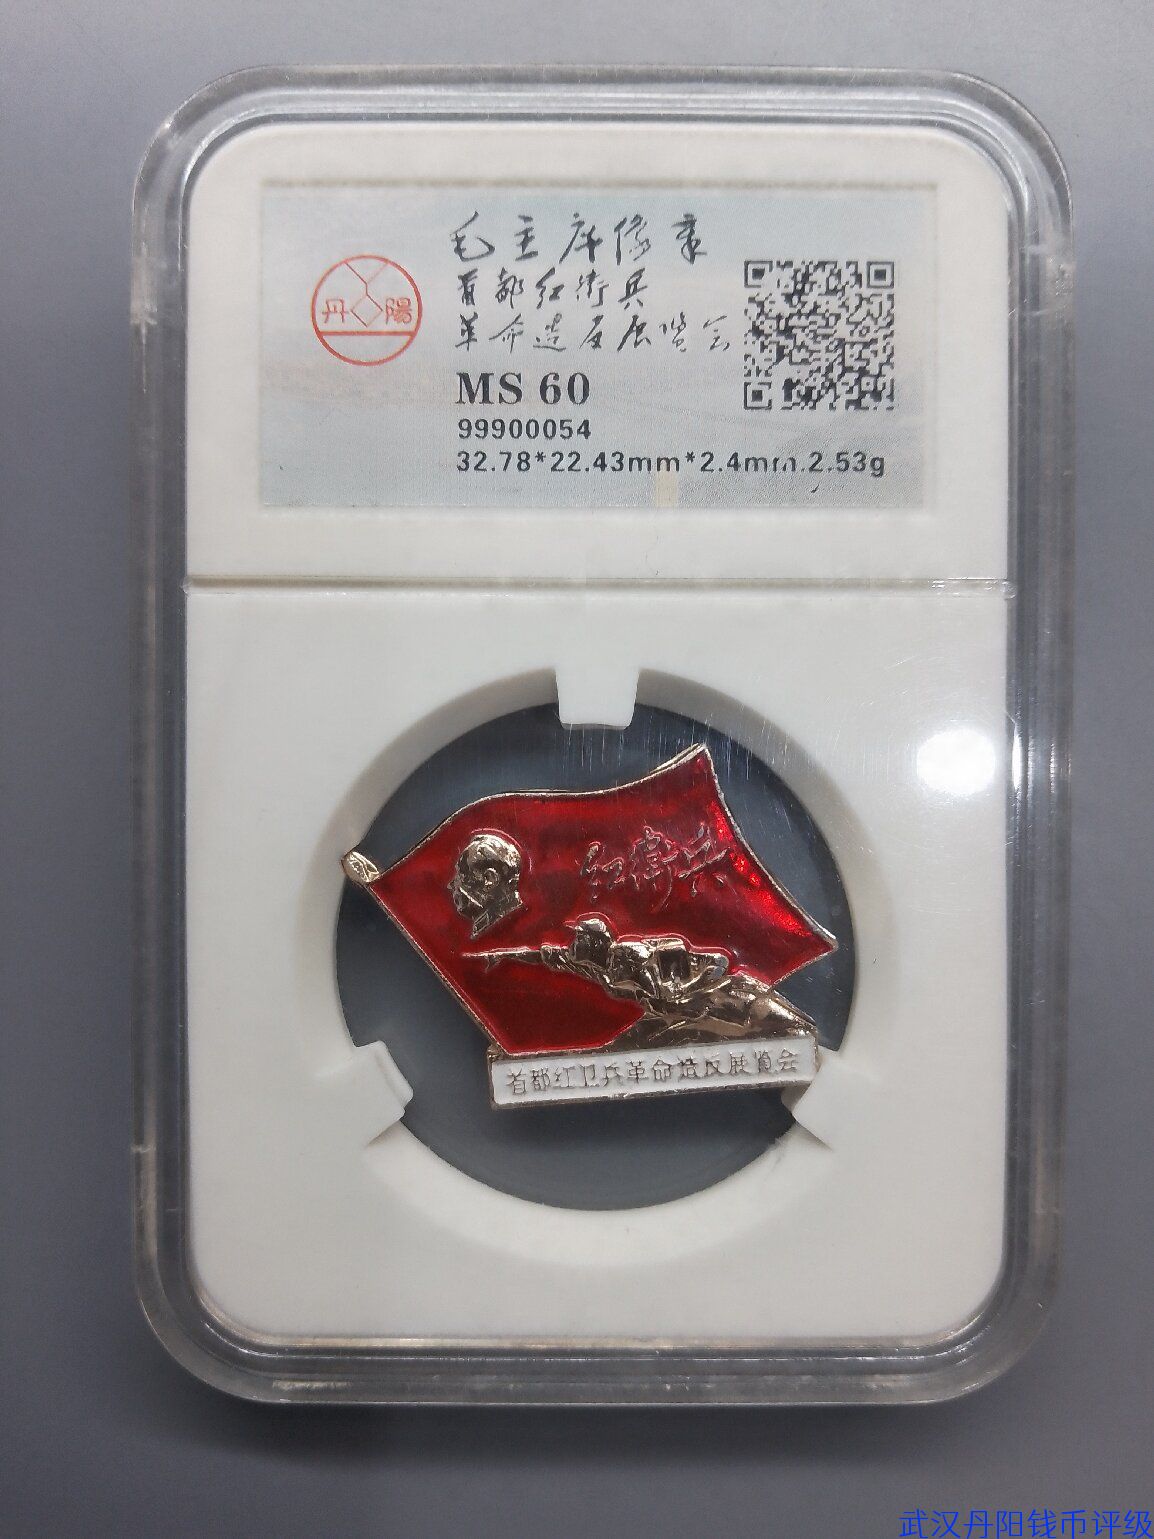 毛主席像章
首都红衛兵
革命造反展览会
丹陽
MS 60
99900054
32.78*22.43mm*2.4mm.2.53g
红衛兵
首都红卫兵革命造反展览会
武汉丹阳钱币评级